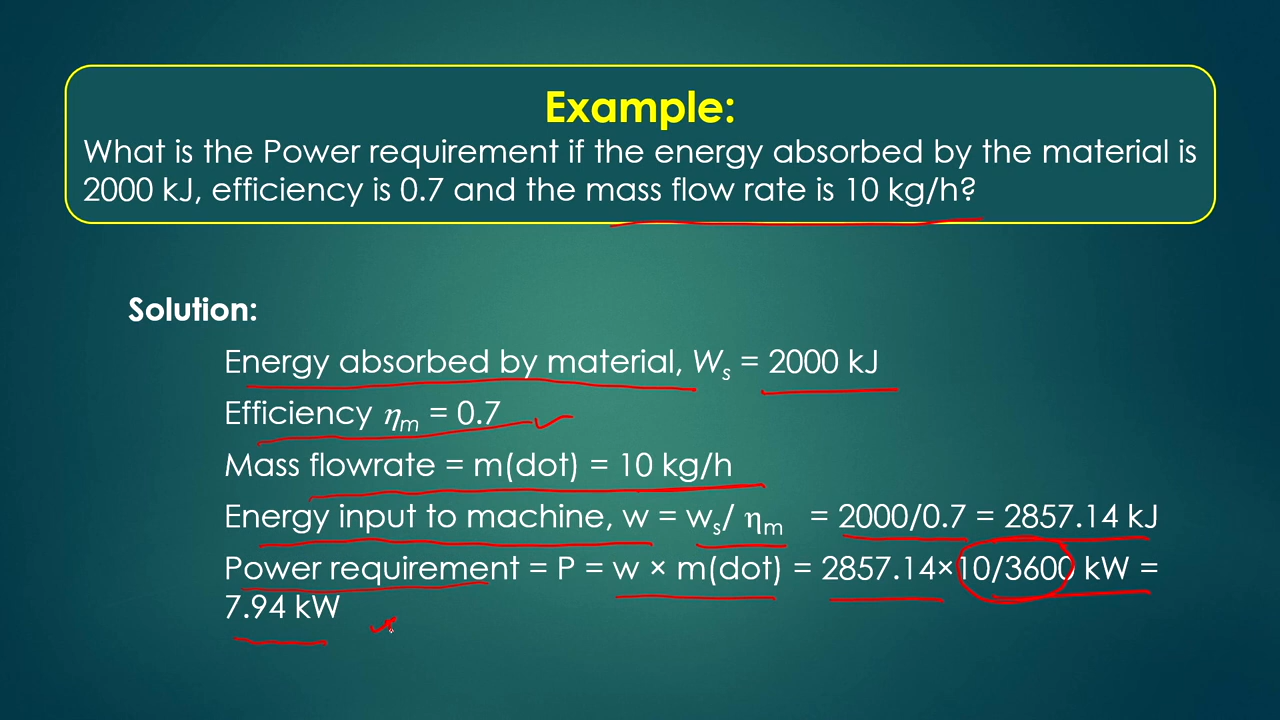 Example:
What is the Power requirement if the energy absorbed by the material is
2000 kJ, efficiency is 0.7 and the mass flow rate is 10 kg/h?
Solution:
Energy absorbed by material, Wₛ = 2000 kJ
Efficiency ηₘ = 0.7
Mass flowrate = m(dot) = 10 kg/h
Energy input to machine, w = wₛ/ ηₘ = 2000/0.7 = 2857.14 kJ
Power requirement = P = w × m(dot) = 2857.14×10/3600 kW =
7.94 kW